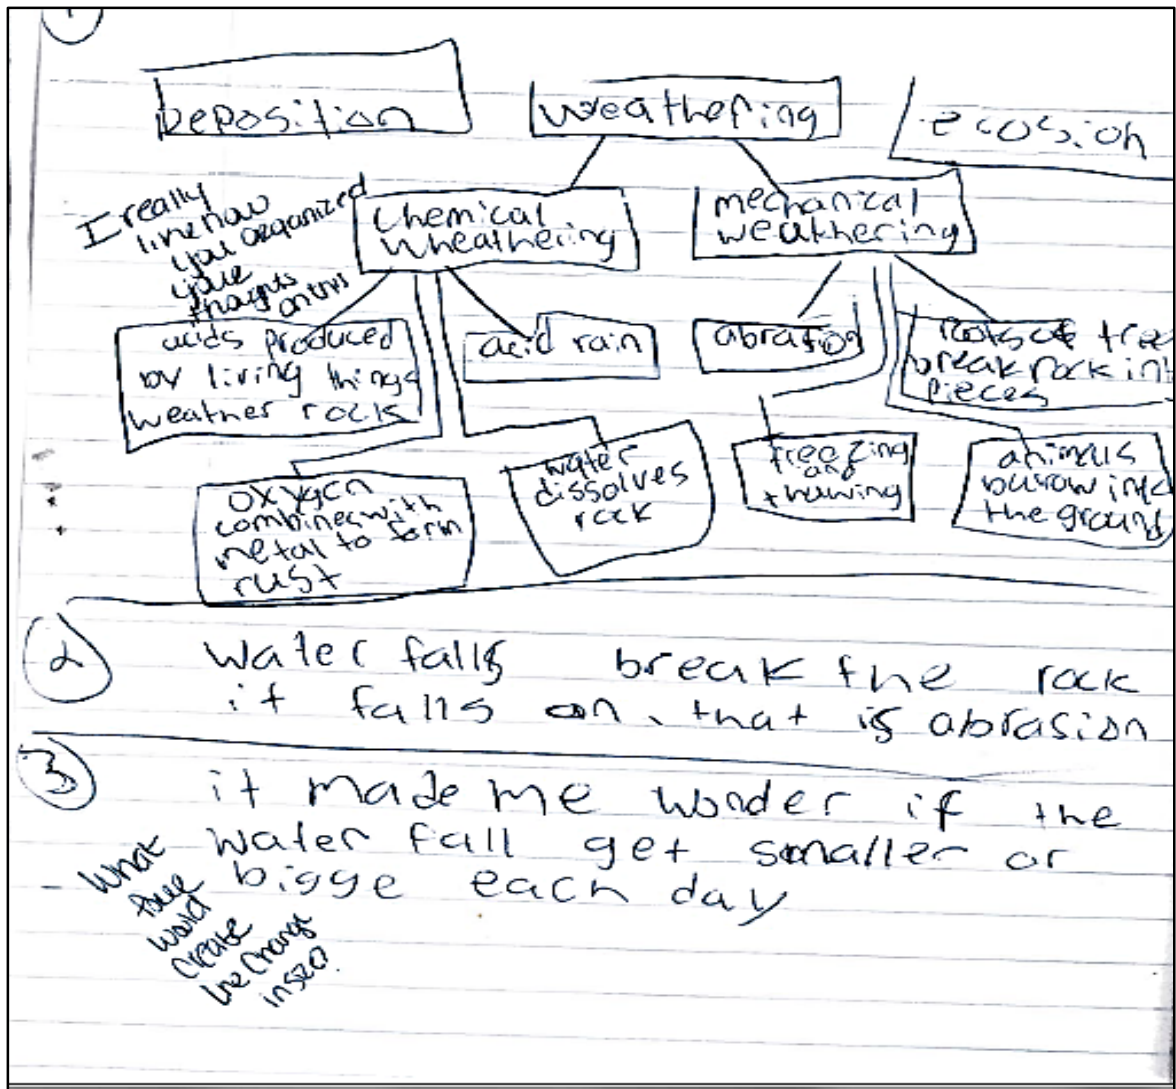 1
Deposition
weathering
erosion
I really
like how
you organized
your
thoughts
on this
Chemical
Wheathering
mechanical
weathering
acids produced
by living things
weather rock
acid rain
abrasion
roots of tree
break rock int
pieces
oxygen
combines with
metal to form
rust
water
dissolves
rock
freezing
and
thawing
animals
burow into
the ground
2 Water falls break the rock
it falls on. that is abrasion
3 it made me wonder if the
water fall get smaller or
bigge each day
What
force
would
create
the change
in size?